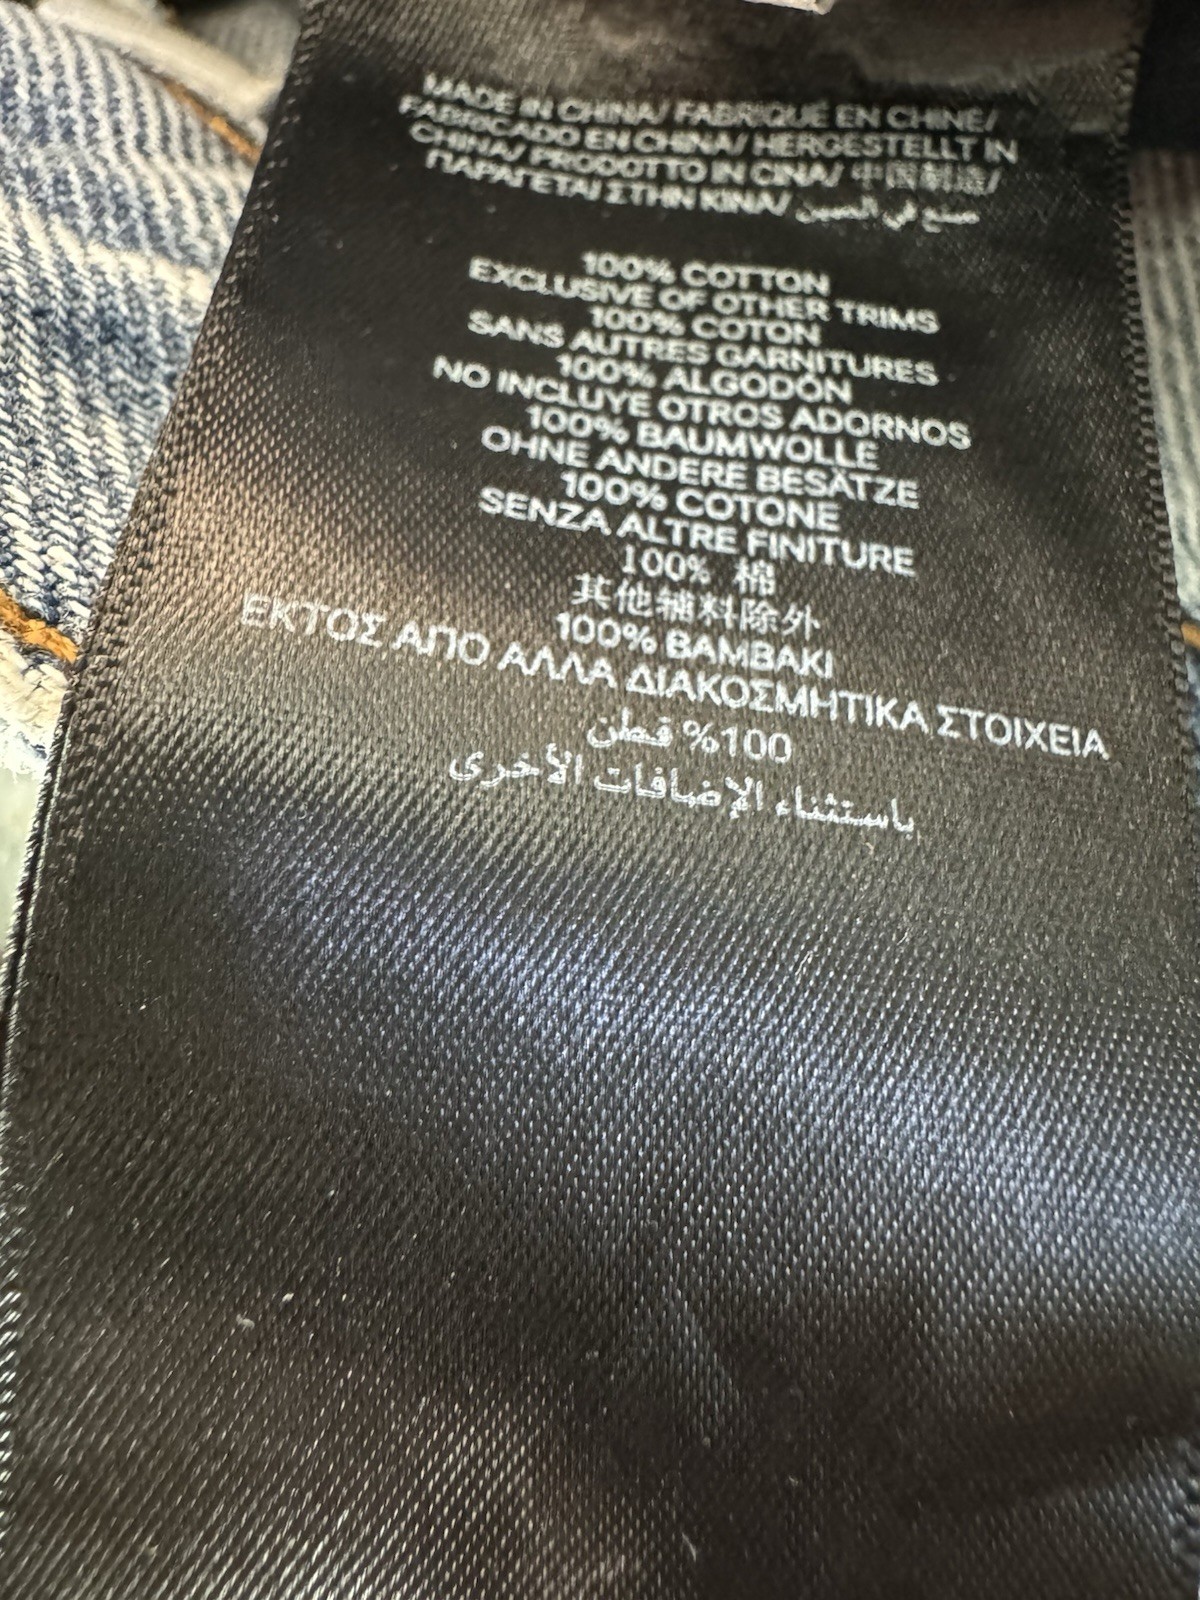 MADE IN CHINA/ FABRIQUÉ EN CHINE/
FABRICADO EN CHINA/ HERGESTELLT IN
CHINA/ PRODOTTO IN CINA/ 中国制造/
ΠΑΡΑΓΕΤΑΙ ΣΤΗΝ ΚΙΝΑ/ صنع في الصين
100% COTTON
EXCLUSIVE OF OTHER TRIMS
100% COTON
SANS AUTRES GARNITURES
100% ALGODÓN
NO INCLUYE OTROS ADORNOS
100% BAUMWOLLE
OHNE ANDERE BESÄTZE
100% COTONE
SENZA ALTRE FINITURE
100% 棉
其他辅料除外
100% ΒΑΜΒΑΚΙ
ΕΚΤΟΣ ΑΠΟ ΑΛΛΑ ΔΙΑΚΟΣΜΗΤΙΚΑ ΣΤΟΙΧΕΙΑ
100% قطن
باستثناء الإضافات الأخرى